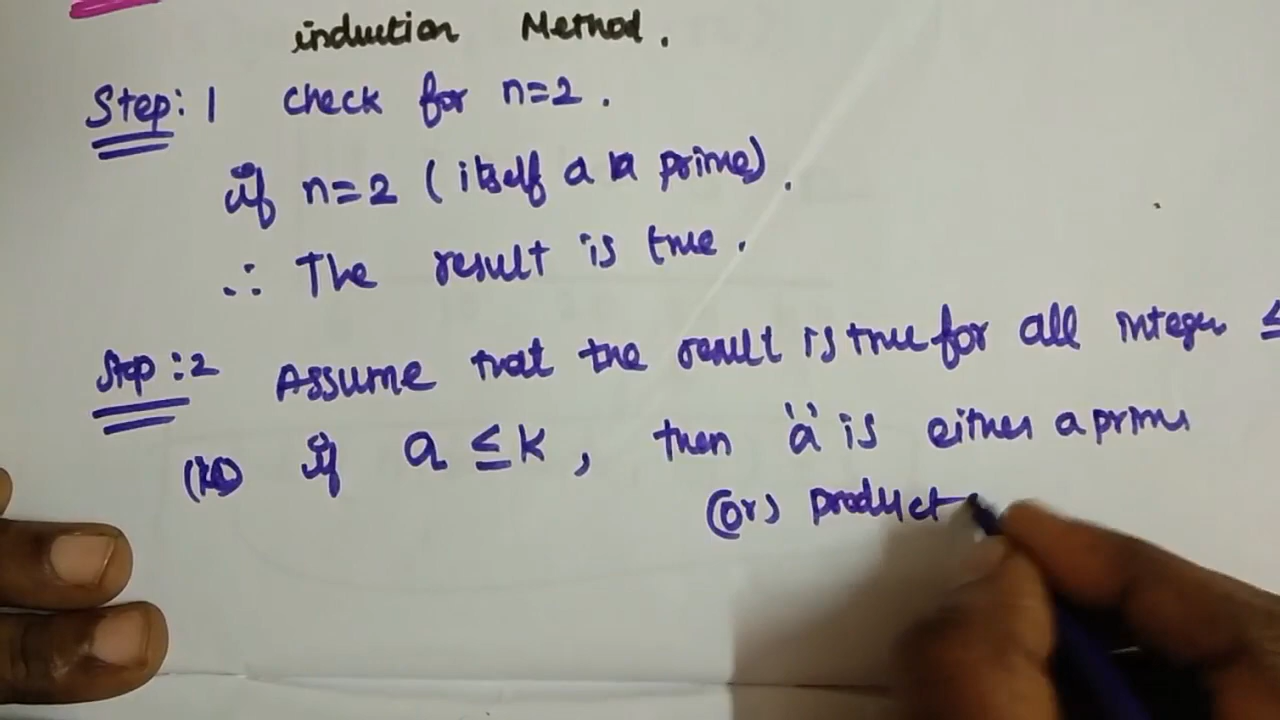 induction Method.
Step: 1 check for n=2.
if n=2 (itself a prime).
∴ The result is true.
Step: 2 Assume that the result is true for all integer ≤
if a ≤ k, then "a" is either a prime
(or) product